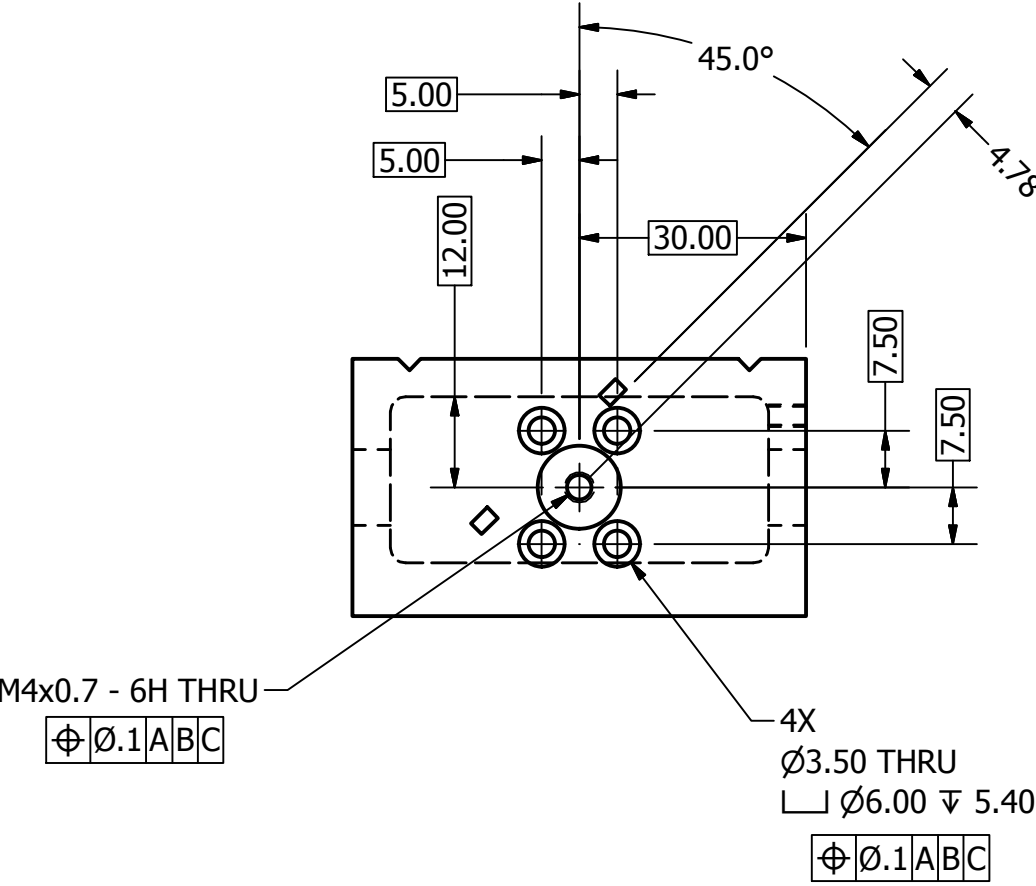 45.0°
5.00
5.00
4.78
12.00
30.00
7.50
7.50
M4x0.7 - 6H THRU
⌖ Ø.1 A B C
4X
Ø3.50 THRU
⌴ Ø6.00 ↧ 5.40
⌖ Ø.1 A B C